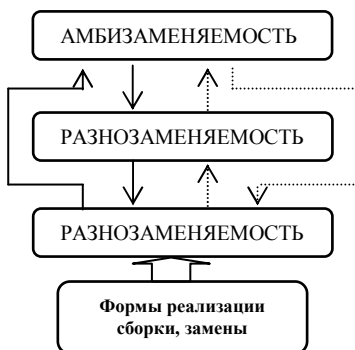 АМБИЗАМЕНЯЕМОСТЬ
РАЗНОЗАМЕНЯЕМОСТЬ
РАЗНОЗАМЕНЯЕМОСТЬ
Формы реализации
сборки, замены